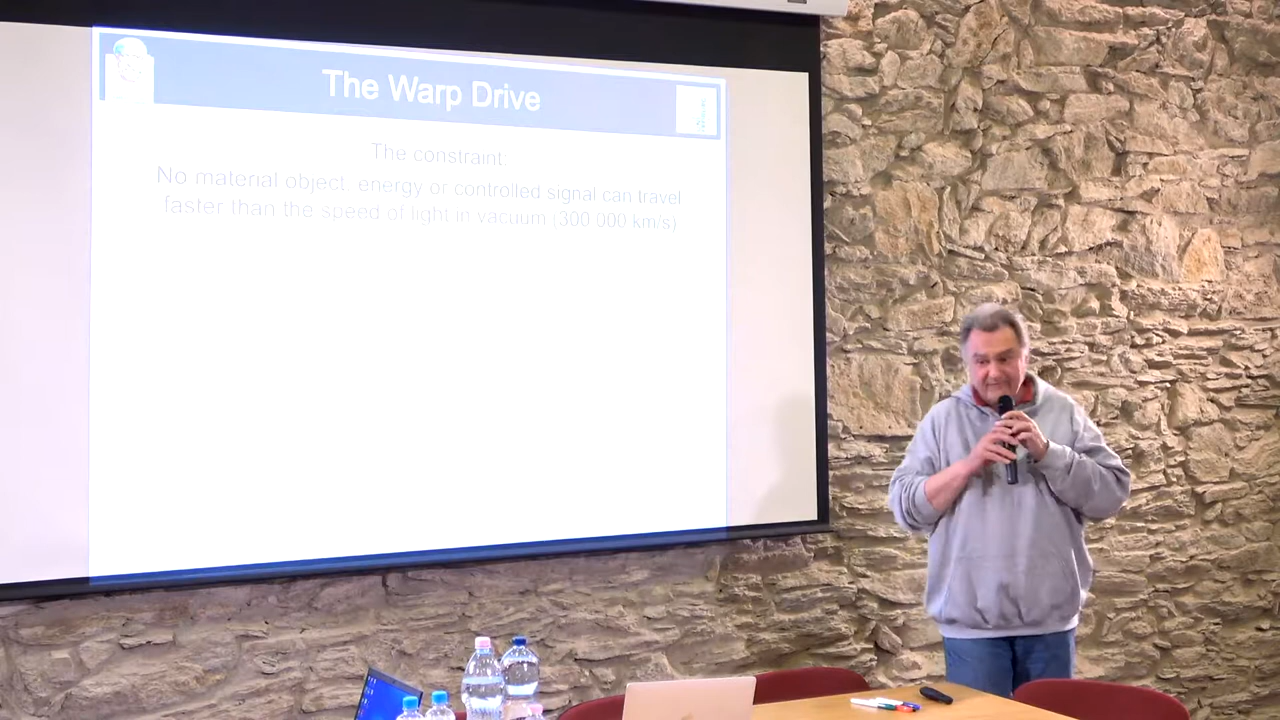 The Warp Drive
The constraint:
No material object, energy or controlled signal can travel
faster than the speed of light in vacuum (300 000 km/s)